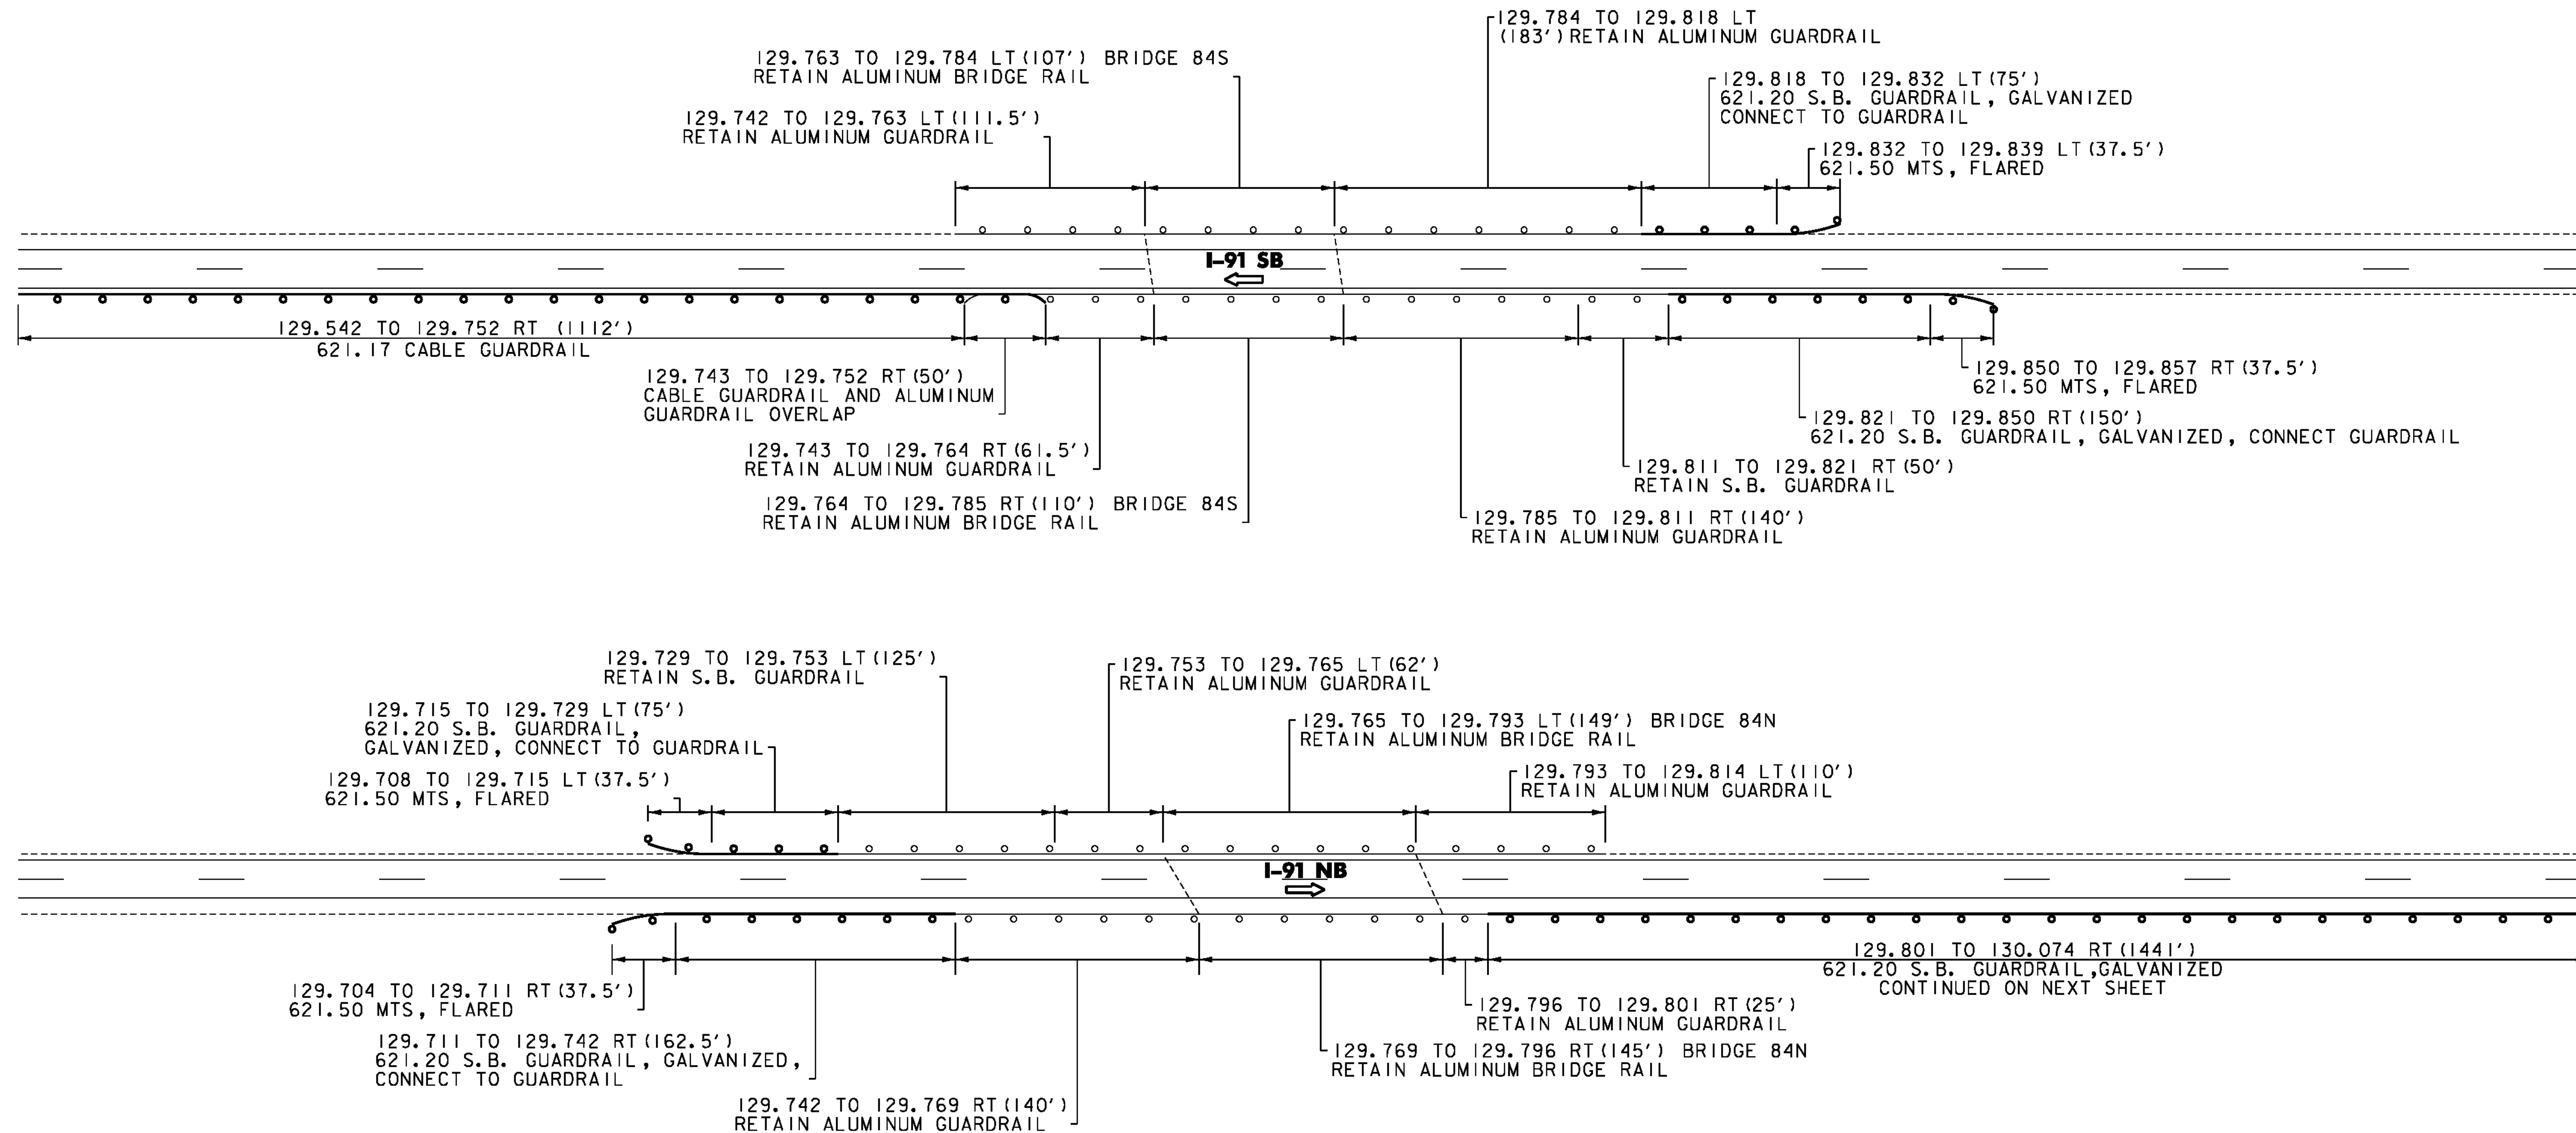 129.784 TO 129.818 LT
(183') RETAIN ALUMINUM GUARDRAIL
129.763 TO 129.784 LT (107') BRIDGE 84S
RETAIN ALUMINUM BRIDGE RAIL
129.818 TO 129.832 LT (75')
621.20 S.B. GUARDRAIL, GALVANIZED
CONNECT TO GUARDRAIL
129.742 TO 129.763 LT (111.5')
RETAIN ALUMINUM GUARDRAIL
129.832 TO 129.839 LT (37.5')
621.50 MTS, FLARED
I-91 SB
129.542 TO 129.752 RT (1112')
621.17 CABLE GUARDRAIL
129.743 TO 129.752 RT (50')
CABLE GUARDRAIL AND ALUMINUM
GUARDRAIL OVERLAP
129.850 TO 129.857 RT (37.5')
621.50 MTS, FLARED
129.821 TO 129.850 RT (150')
621.20 S.B. GUARDRAIL, GALVANIZED, CONNECT GUARDRAIL
129.743 TO 129.764 RT (61.5')
RETAIN ALUMINUM GUARDRAIL
129.811 TO 129.821 RT (50')
RETAIN S.B. GUARDRAIL
129.764 TO 129.785 RT (110') BRIDGE 84S
RETAIN ALUMINUM BRIDGE RAIL
129.785 TO 129.811 RT (140')
RETAIN ALUMINUM GUARDRAIL
129.729 TO 129.753 LT (125')
RETAIN S.B. GUARDRAIL
129.753 TO 129.765 LT (62')
RETAIN ALUMINUM GUARDRAIL
129.715 TO 129.729 LT (75')
621.20 S.B. GUARDRAIL,
GALVANIZED, CONNECT TO GUARDRAIL
129.765 TO 129.793 LT (149') BRIDGE 84N
RETAIN ALUMINUM BRIDGE RAIL
129.708 TO 129.715 LT (37.5')
621.50 MTS, FLARED
129.793 TO 129.814 LT (110')
RETAIN ALUMINUM GUARDRAIL
I-91 NB
129.801 TO 130.074 RT (1441')
621.20 S.B. GUARDRAIL, GALVANIZED
CONTINUED ON NEXT SHEET
129.704 TO 129.711 RT (37.5')
621.50 MTS, FLARED
129.796 TO 129.801 RT (25')
RETAIN ALUMINUM GUARDRAIL
129.711 TO 129.742 RT (162.5')
621.20 S.B. GUARDRAIL, GALVANIZED,
CONNECT TO GUARDRAIL
129.769 TO 129.796 RT (145') BRIDGE 84N
RETAIN ALUMINUM BRIDGE RAIL
129.742 TO 129.769 RT (140')
RETAIN ALUMINUM GUARDRAIL